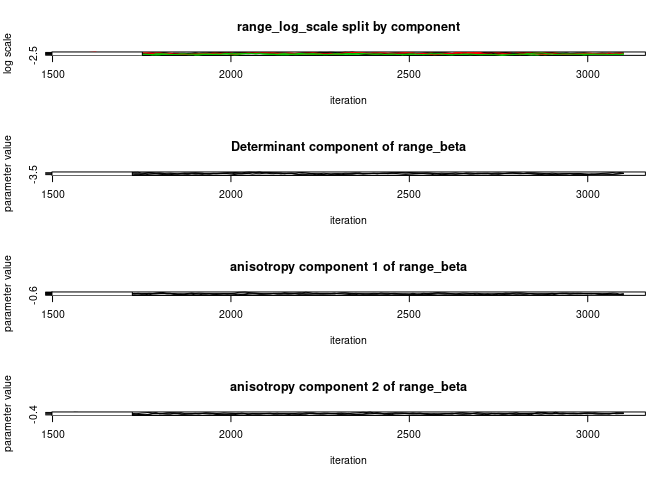 range_log_scale split by component
log scale
-2.5
1500 2000 2500 3000
iteration
Determinant component of range_beta
parameter value
-3.5
1500 2000 2500 3000
iteration
anisotropy component 1 of range_beta
parameter value
-0.6
1500 2000 2500 3000
iteration
anisotropy component 2 of range_beta
parameter value
-0.4
1500 2000 2500 3000
iteration